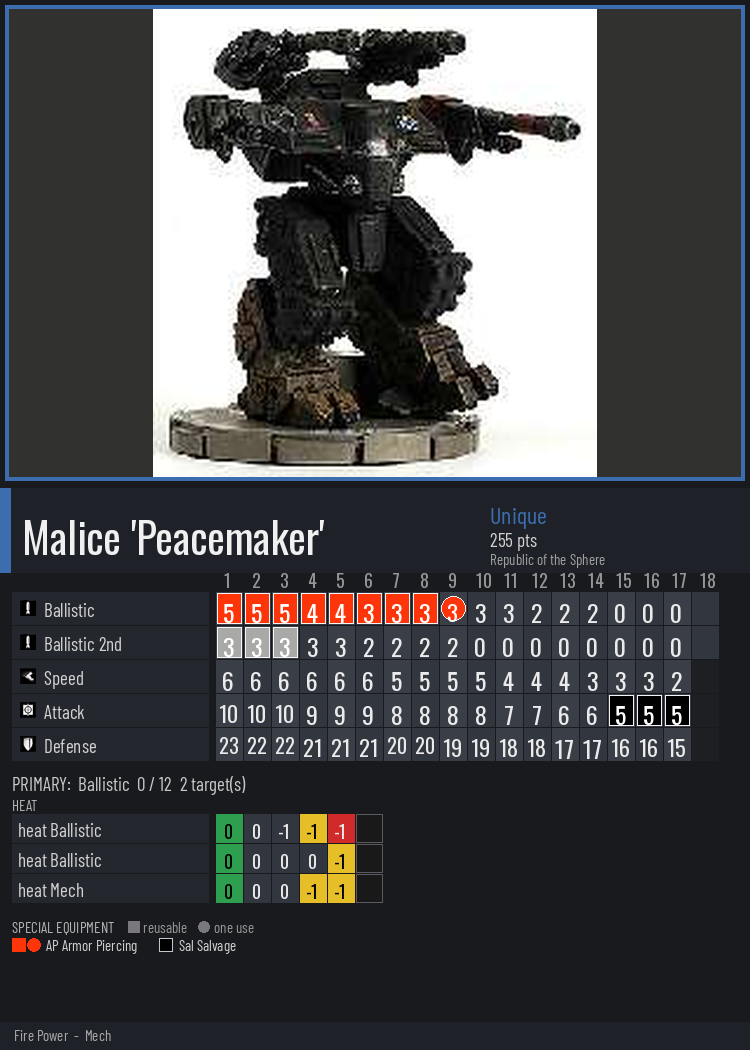 Malice 'Peacemaker'
Unique
255 pts
Republic of the Sphere
1 2 3 4 5 6 7 8 9 10 11 12 13 14 15 16 17 18
Ballistic 5 5 5 4 4 3 3 3 3 3 3 2 2 2 0 0 0
Ballistic 2nd 3 3 3 3 3 2 2 2 2 0 0 0 0 0 0 0 0
Speed 6 6 6 6 6 6 5 5 5 5 4 4 4 3 3 3 2
Attack 10 10 10 9 9 9 8 8 8 8 7 7 6 6 5 5 5
Defense 23 22 22 21 21 21 20 20 19 19 18 18 17 17 16 16 15
PRIMARY: Ballistic 0 / 12 2 target(s)
HEAT
heat Ballistic 0 0 -1 -1 -1
heat Ballistic 0 0 0 0 -1
heat Mech 0 0 0 -1 -1
SPECIAL EQUIPMENT reusable one use
AP Armor Piercing Sal Salvage
Fire Power - Mech